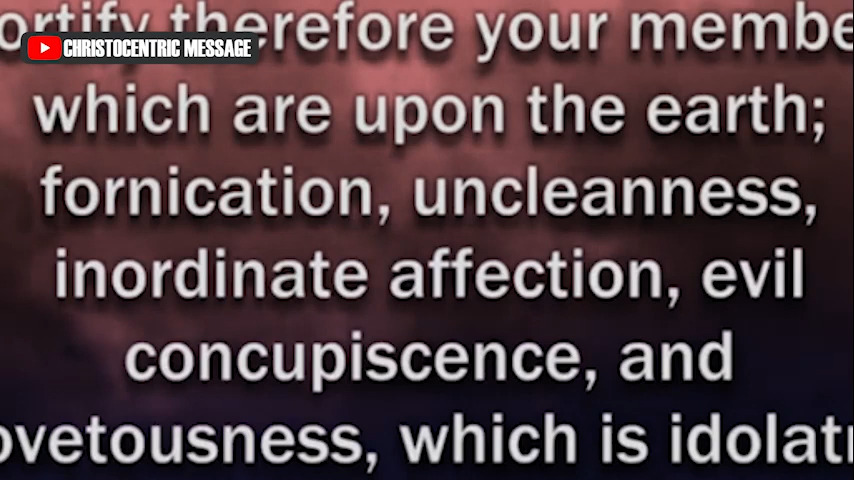 ortify therefore your membe
CHRISTOCENTRIC MESSAGE
which are upon the earth;
fornication, uncleanness,
inordinate affection, evil
concupiscence, and
ovetousness, which is idolatr